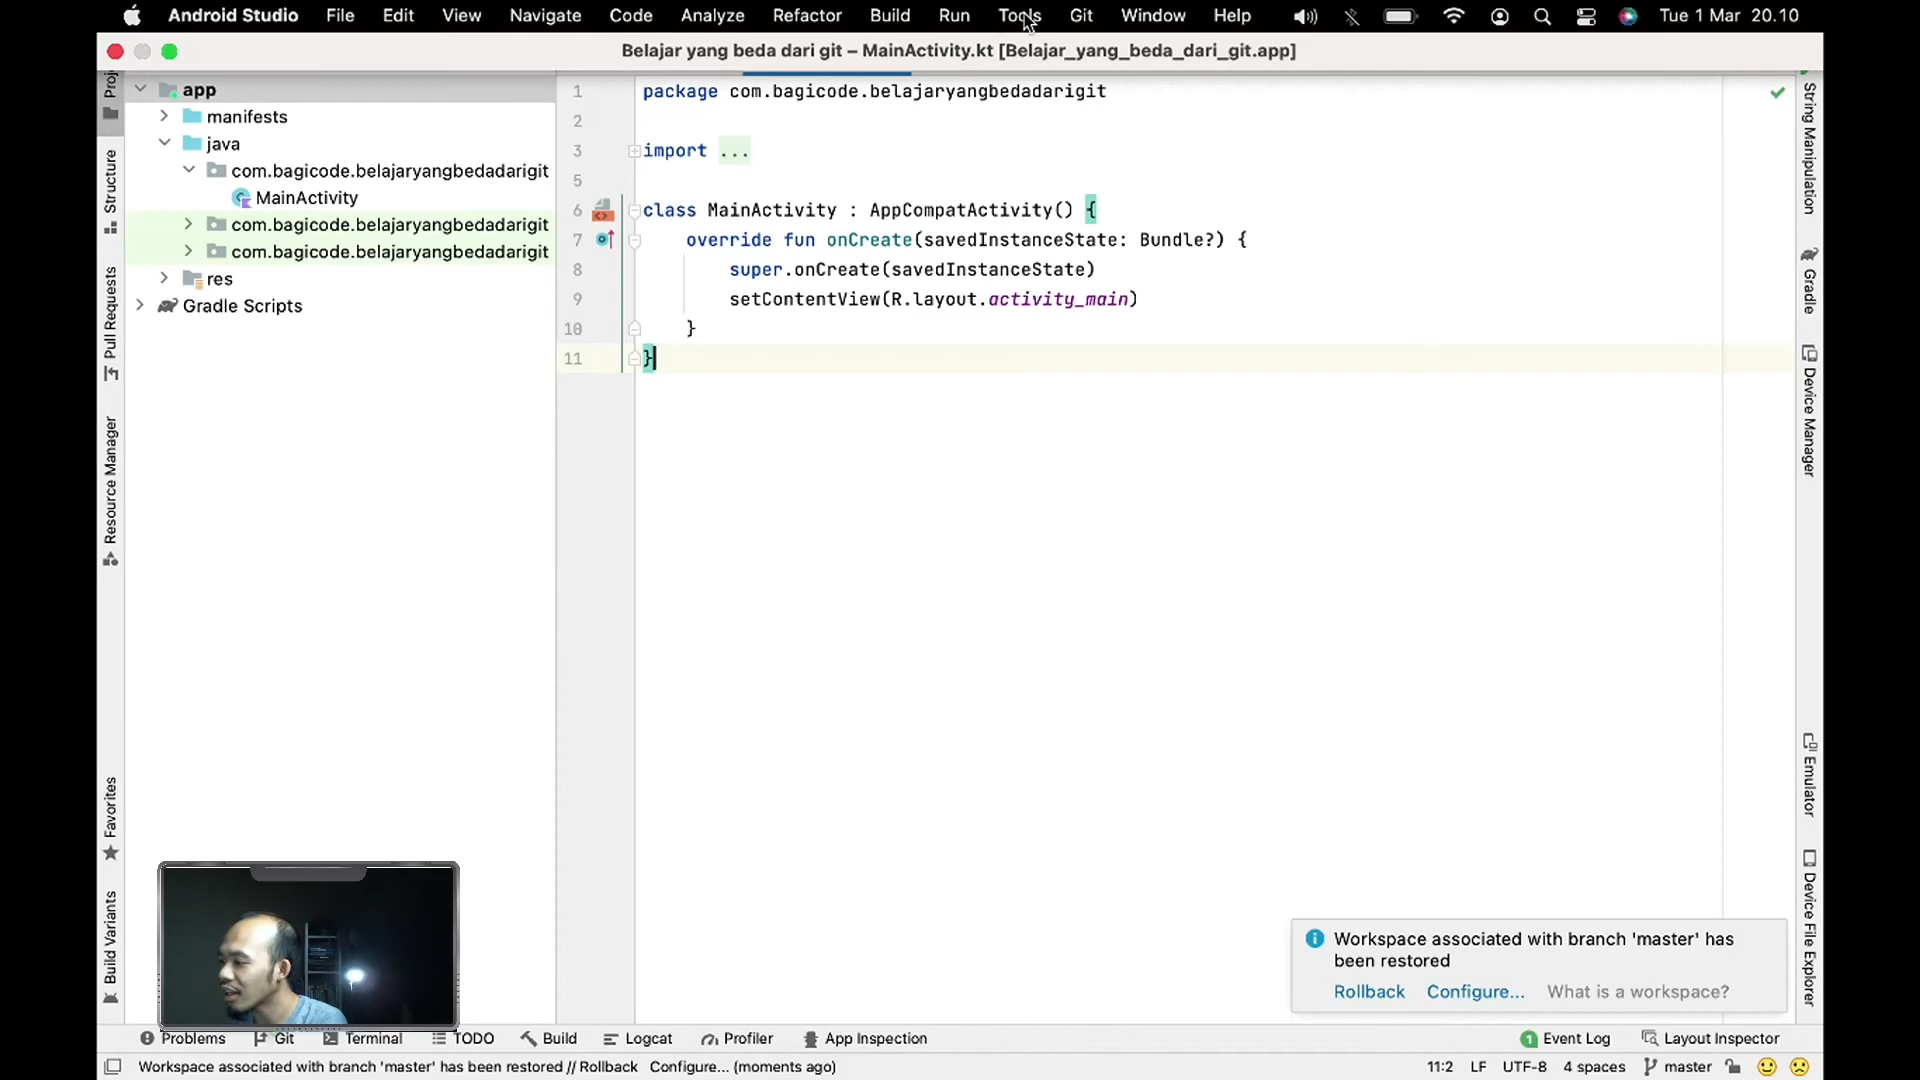 Android Studio File Edit View Navigate Code Analyze Refactor Build Run Tools Git Window Help Tue 1 Mar 20.10
Belajar yang beda dari git – MainActivity.kt [Belajar_yang_beda_dari_git.app]
app
manifests
java
com.bagicode.belajaryangbedadarigit
MainActivity
com.bagicode.belajaryangbedadarigit
com.bagicode.belajaryangbedadarigit
res
Gradle Scripts
Structure
Pull Requests
Resource Manager
Favorites
Build Variants
1 package com.bagicode.belajaryangbedadarigit
2
3 import ...
5
6 class MainActivity : AppCompatActivity() {
7 override fun onCreate(savedInstanceState: Bundle?) {
8 super.onCreate(savedInstanceState)
9 setContentView(R.layout.activity_main)
10 }
11 }
String Manipulation
Gradle
Device Manager
Emulator
Device File Explorer
Workspace associated with branch 'master' has
been restored
Rollback Configure... What is a workspace?
Problems Git Terminal TODO Build Logcat Profiler App Inspection 1 Event Log Layout Inspector
Workspace associated with branch 'master' has been restored // Rollback Configure... (moments ago) 11:2 LF UTF-8 4 spaces master